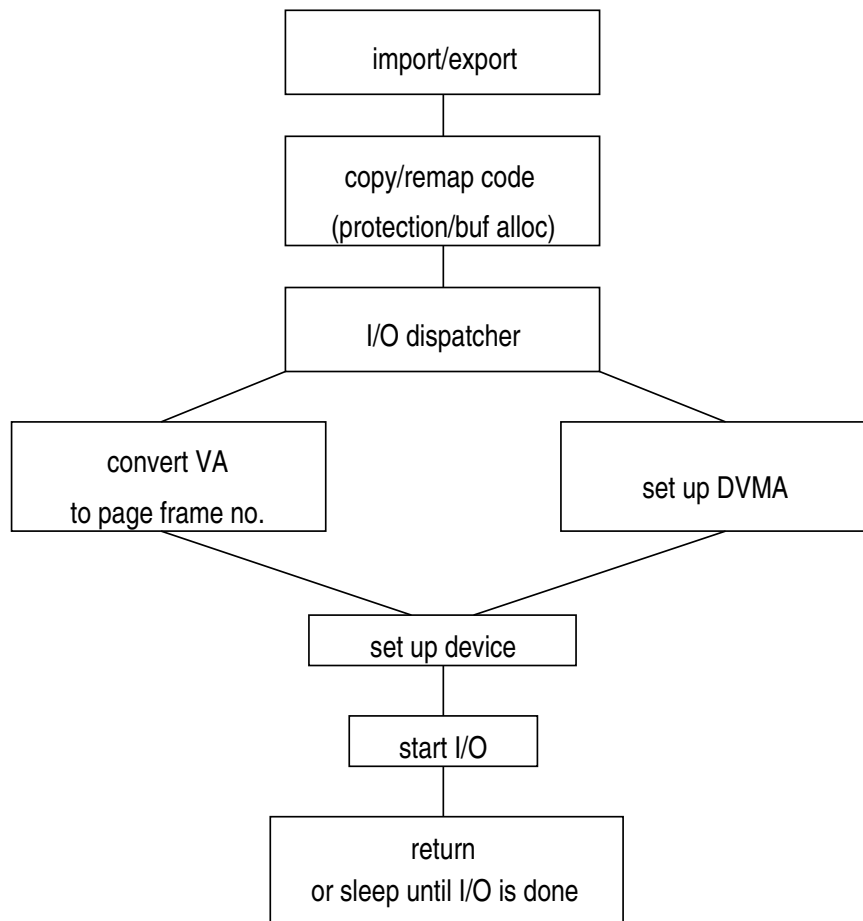 import/export
copy/remap code
(protection/buf alloc)
I/O dispatcher
convert VA
to page frame no.
set up DVMA
set up device
start I/O
return
or sleep until I/O is done